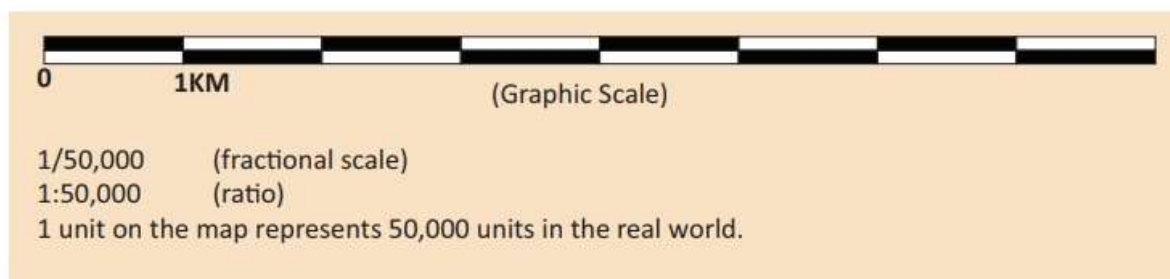 0 1KM
(Graphic Scale)
1/50,000 (fractional scale)
1:50,000 (ratio)
1 unit on the map represents 50,000 units in the real world.